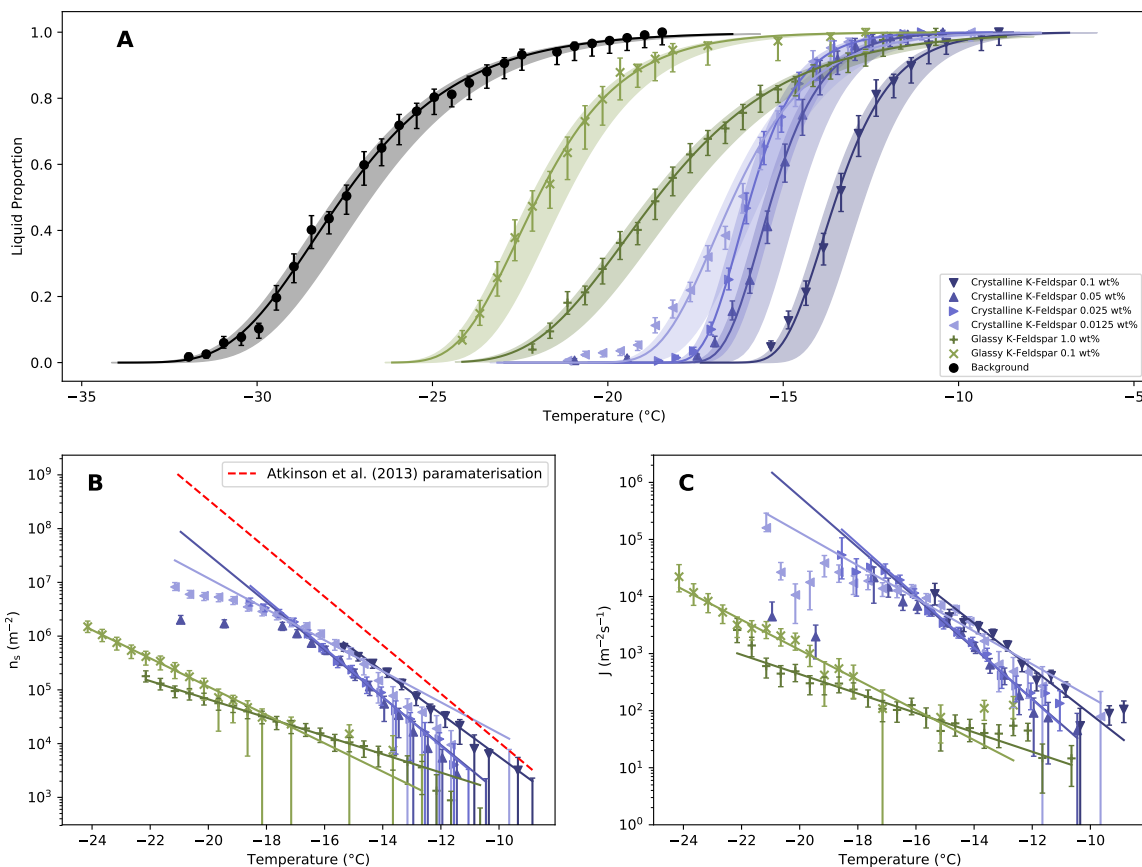 A
Liquid Proportion
1.0
0.8
0.6
0.4
0.2
0.0
Crystalline K-Feldspar 0.1 wt%
Crystalline K-Feldspar 0.05 wt%
Crystalline K-Feldspar 0.025 wt%
Crystalline K-Feldspar 0.0125 wt%
Glassy K-Feldspar 1.0 wt%
Glassy K-Feldspar 0.1 wt%
Background
−35 −30 −25 −20 −15 −10 −5
Temperature (°C)
B
Atkinson et al. (2013) paramaterisation
n_s (m⁻²)
10⁹
10⁸
10⁷
10⁶
10⁵
10⁴
10³
−24 −22 −20 −18 −16 −14 −12 −10
Temperature (°C)
C
J (m⁻²s⁻¹)
10⁶
10⁵
10⁴
10³
10²
10¹
10⁰
−24 −22 −20 −18 −16 −14 −12 −10
Temperature (°C)